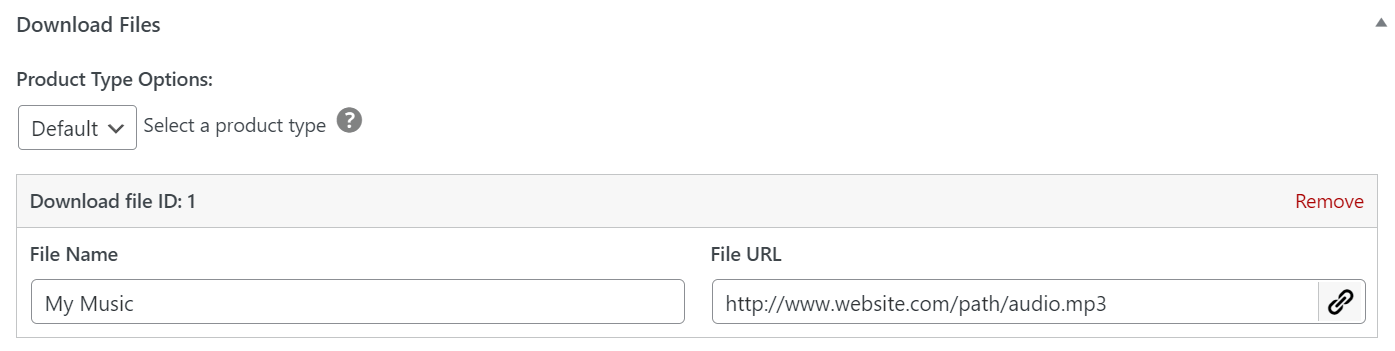 Download Files
Product Type Options:
Default Select a product type ?
Download file ID: 1 Remove
File Name File URL
My Music http://www.website.com/path/audio.mp3